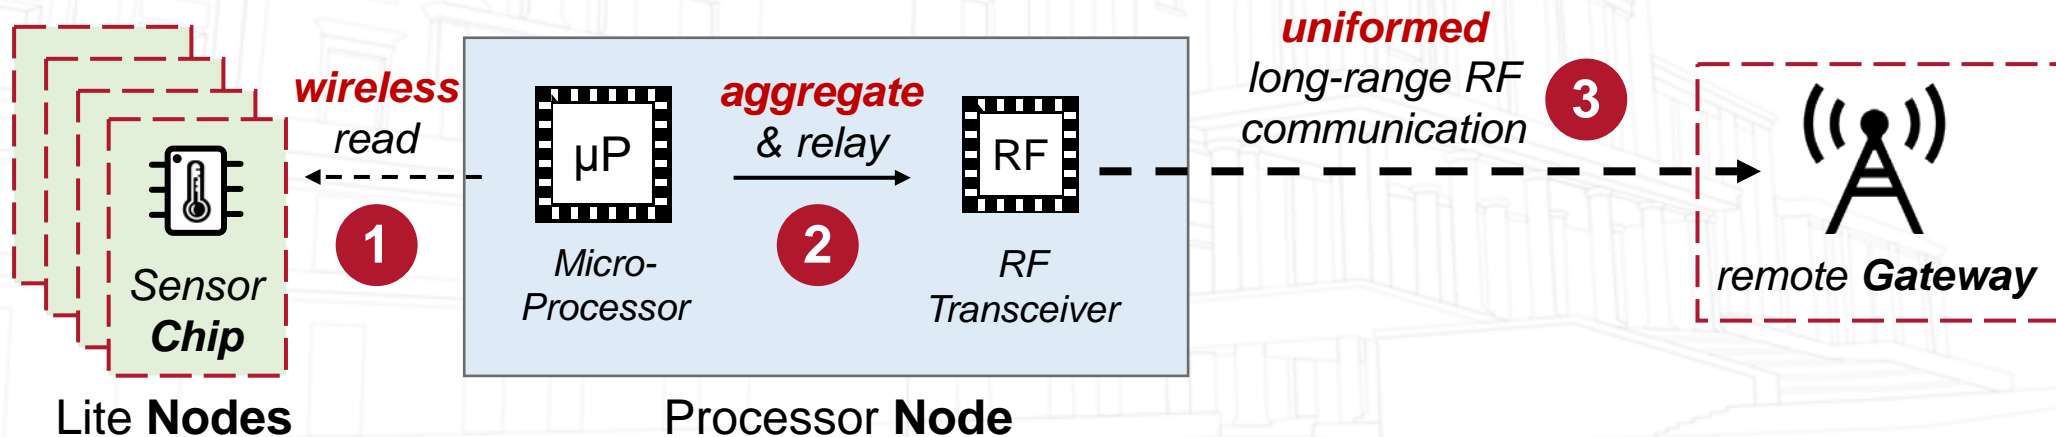 Sensor
Chip
Lite Nodes
wireless
read
1
µP
Micro-
Processor
aggregate
& relay
2
RF
RF
Transceiver
Processor Node
uniformed
long-range RF
communication
3
remote Gateway